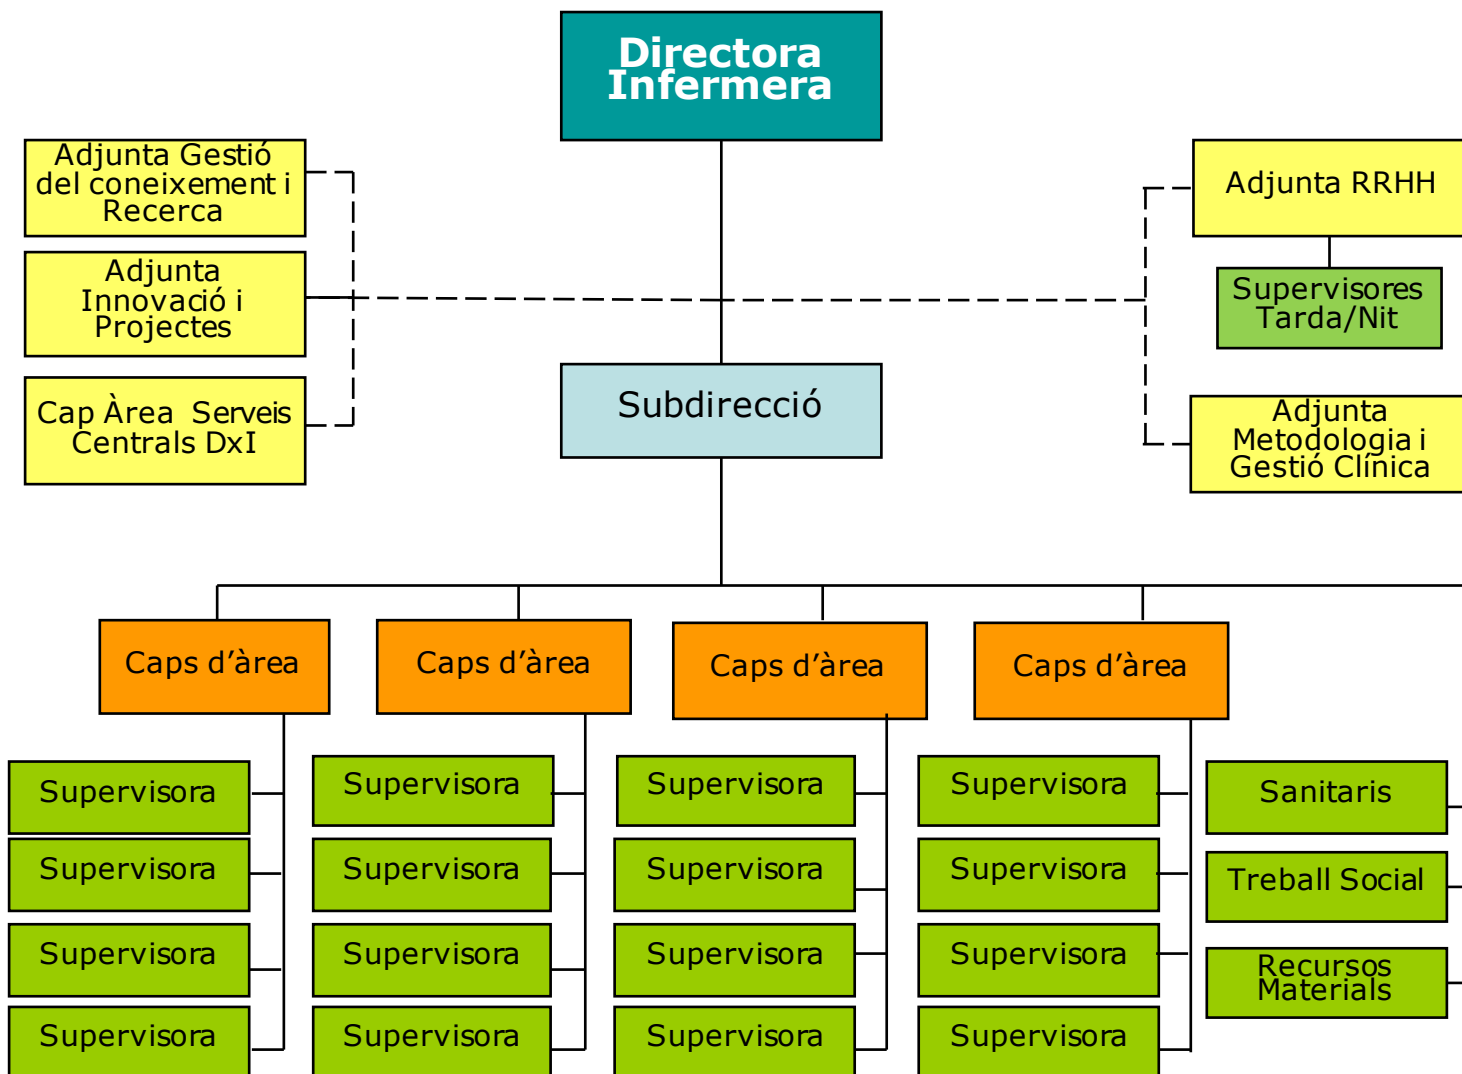 Directora
Infermera
Adjunta Gestió
del coneixement i
Recerca
Adjunta
Innovació i
Projectes
Cap Àrea  Serveis
Centrals DxI
Adjunta RRHH
Supervisores
Tarda/Nit
Subdirecció
Adjunta
Metodologia i
Gestió Clínica
Caps d’àrea
Caps d’àrea
Caps d’àrea
Caps d’àrea
Supervisora
Supervisora
Supervisora
Supervisora
Sanitaris
Supervisora
Supervisora
Supervisora
Supervisora
Treball Social
Supervisora
Supervisora
Supervisora
Supervisora
Recursos
Materials
Supervisora
Supervisora
Supervisora
Supervisora